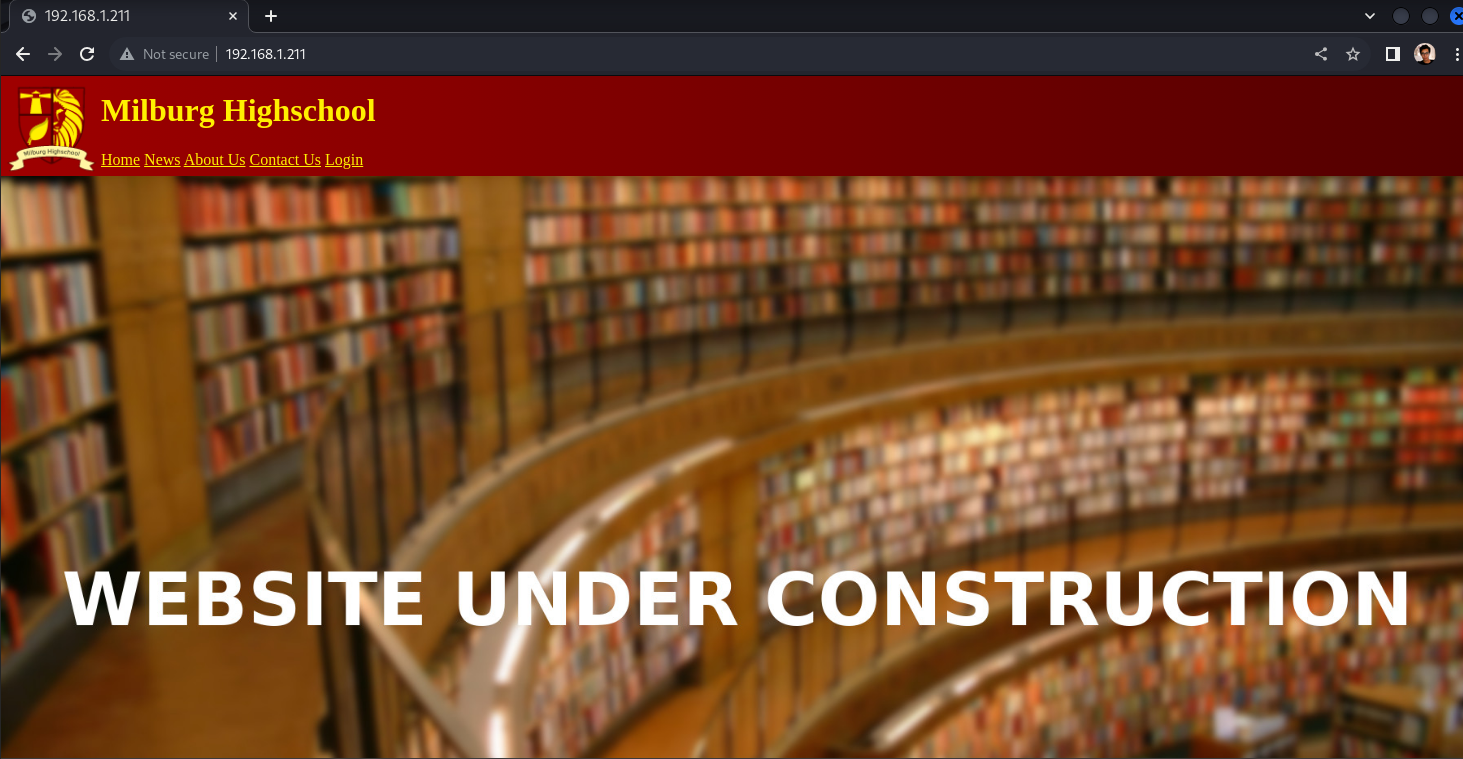 192.168.1.211
Not secure 192.168.1.211
Milburg Highschool
Milburg Highschool
Home News About Us Contact Us Login
WEBSITE UNDER CONSTRUCTION